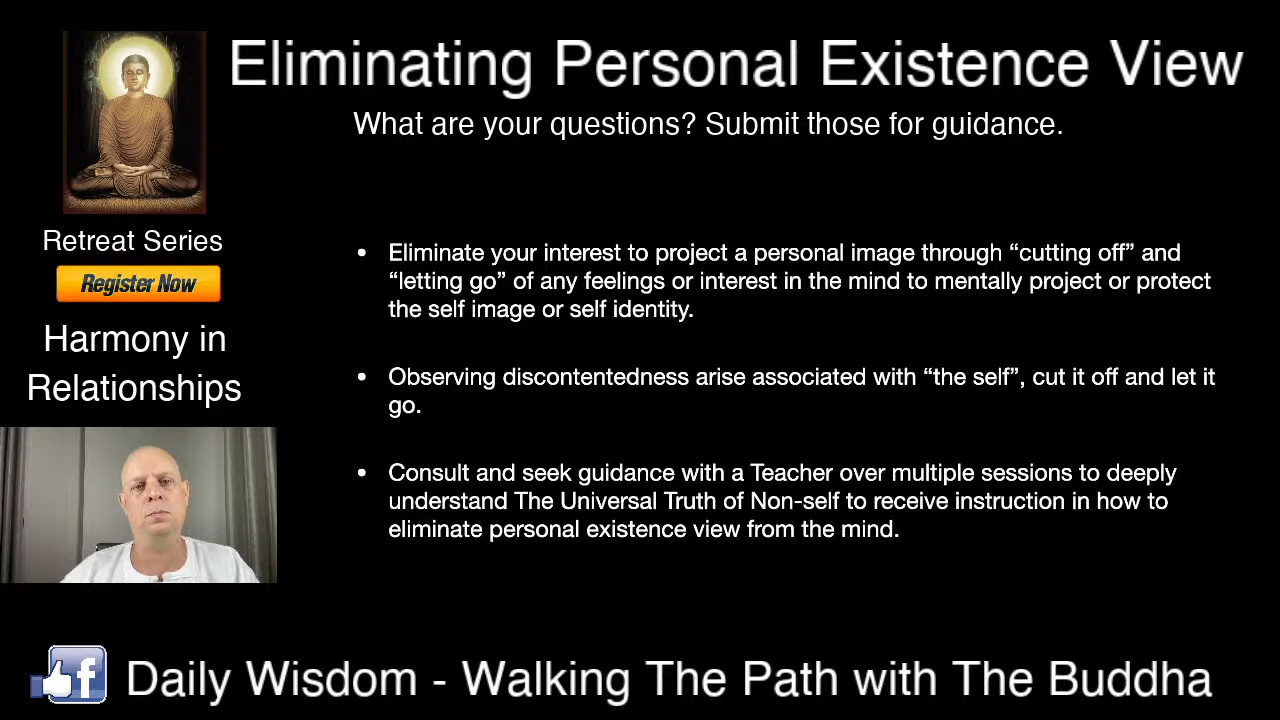 Eliminating Personal Existence View
What are your questions? Submit those for guidance.
Retreat Series
Register Now
Harmony in
Relationships
• Eliminate your interest to project a personal image through “cutting off” and
“letting go” of any feelings or interest in the mind to mentally project or protect
the self image or self identity.
• Observing discontentedness arise associated with “the self”, cut it off and let it
go.
• Consult and seek guidance with a Teacher over multiple sessions to deeply
understand The Universal Truth of Non-self to receive instruction in how to
eliminate personal existence view from the mind.
f
Daily Wisdom - Walking The Path with The Buddha